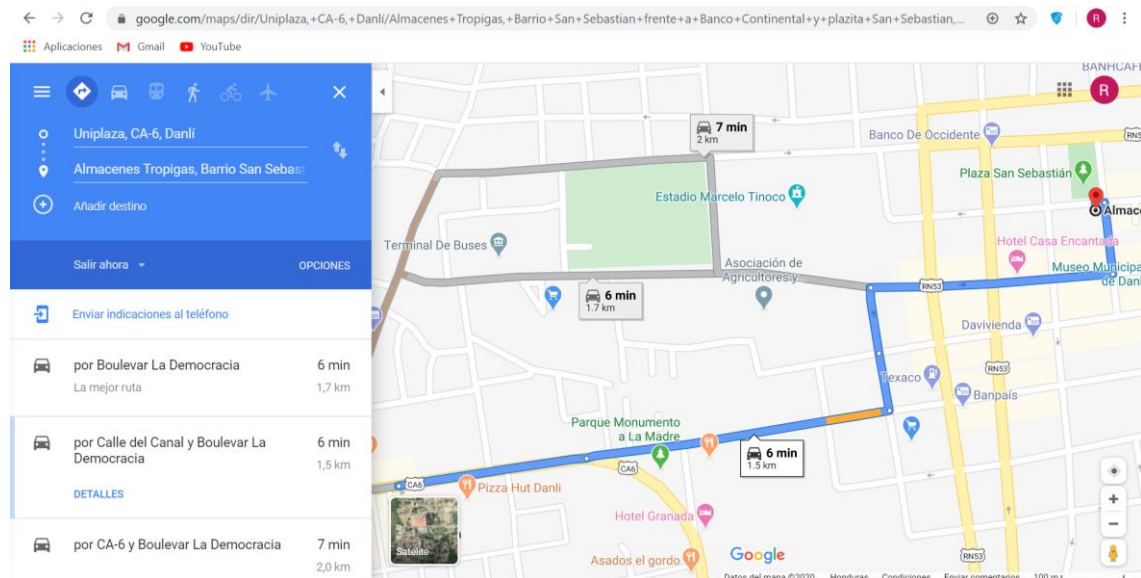 google.com/maps/dir/Uniplaza,+CA-6,+Danlí/Almacenes+Tropigas,+Barrio+San+Sebastian+frente+a+Banco+Continental+y+plazita+San+Sebastian,...
R
Aplicaciones
Gmail
YouTube
Uniplaza, CA-6, Danlí
Almacenes Tropigas, Barrio San Sebast
Añadir destino
Salir ahora
OPCIONES
Enviar indicaciones al teléfono
por Boulevar La Democracia
6 min
La mejor ruta
1,7 km
por Calle del Canal y Boulevar La
Democracia
6 min
1,5 km
DETALLES
por CA-6 y Boulevar La Democracia
7 min
2,0 km
BANHCAFE
R
7 min
2 km
Banco De Occidente
Plaza San Sebastián
Estadio Marcelo Tinoco
Almac
Terminal De Buses
Hotel Casa Encantada
Asociación de
Agricultores y
Museo Municipa
de Danl
6 min
1.7 km
RN53
Davivienda
RN53
Texaco
Banpaís
Parque Monumento
a La Madre
6 min
1.5 km
CA6
CA6
Pizza Hut Danli
Hotel Granada
Satélite
Asados el gordo
Google
RN53
Datos del mapa ©2020
Honduras
Condiciones
Enviar comentarios
100 m